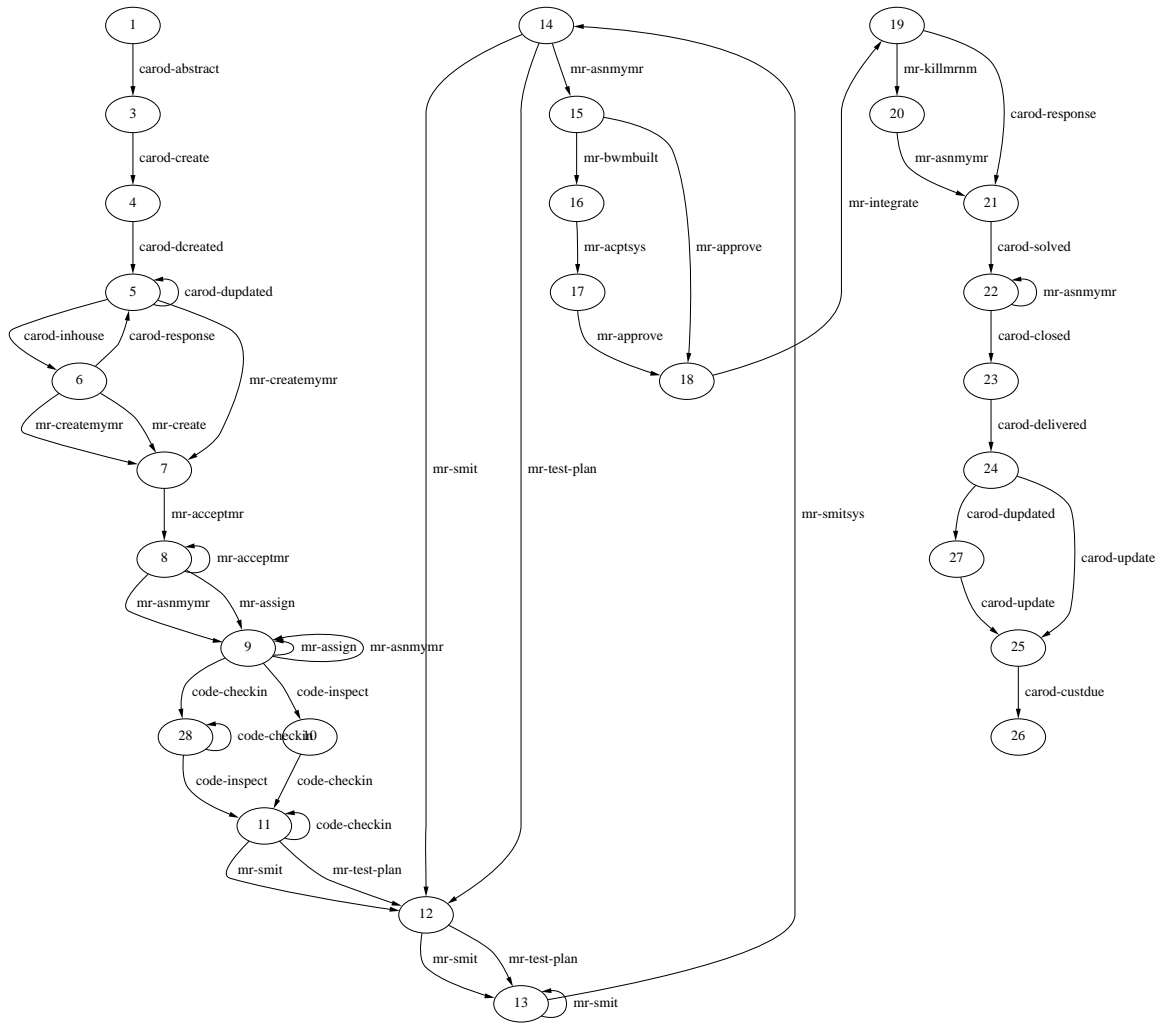 1
14
19
carod-abstract
mr-asnmymr
mr-killmrnm
3
15
20
carod-response
carod-create
mr-bwmbuilt
mr-asnmymr
4
16
mr-integrate
21
carod-dcreated
mr-acptsys
mr-approve
carod-solved
5
carod-dupdated
17
22
mr-asnmymr
carod-inhouse
carod-response
mr-approve
carod-closed
6
mr-createmymr
18
23
mr-createmymr
mr-create
carod-delivered
7
mr-smit
mr-test-plan
24
mr-acceptmr
mr-smitsys
carod-dupdated
8
mr-acceptmr
27
carod-update
mr-asnmymr
mr-assign
carod-update
9
mr-assign
mr-asnmymr
25
code-checkin
code-inspect
carod-custdue
28
code-checkin
10
26
code-inspect
code-checkin
11
code-checkin
mr-smit
mr-test-plan
12
mr-smit
mr-test-plan
13
mr-smit